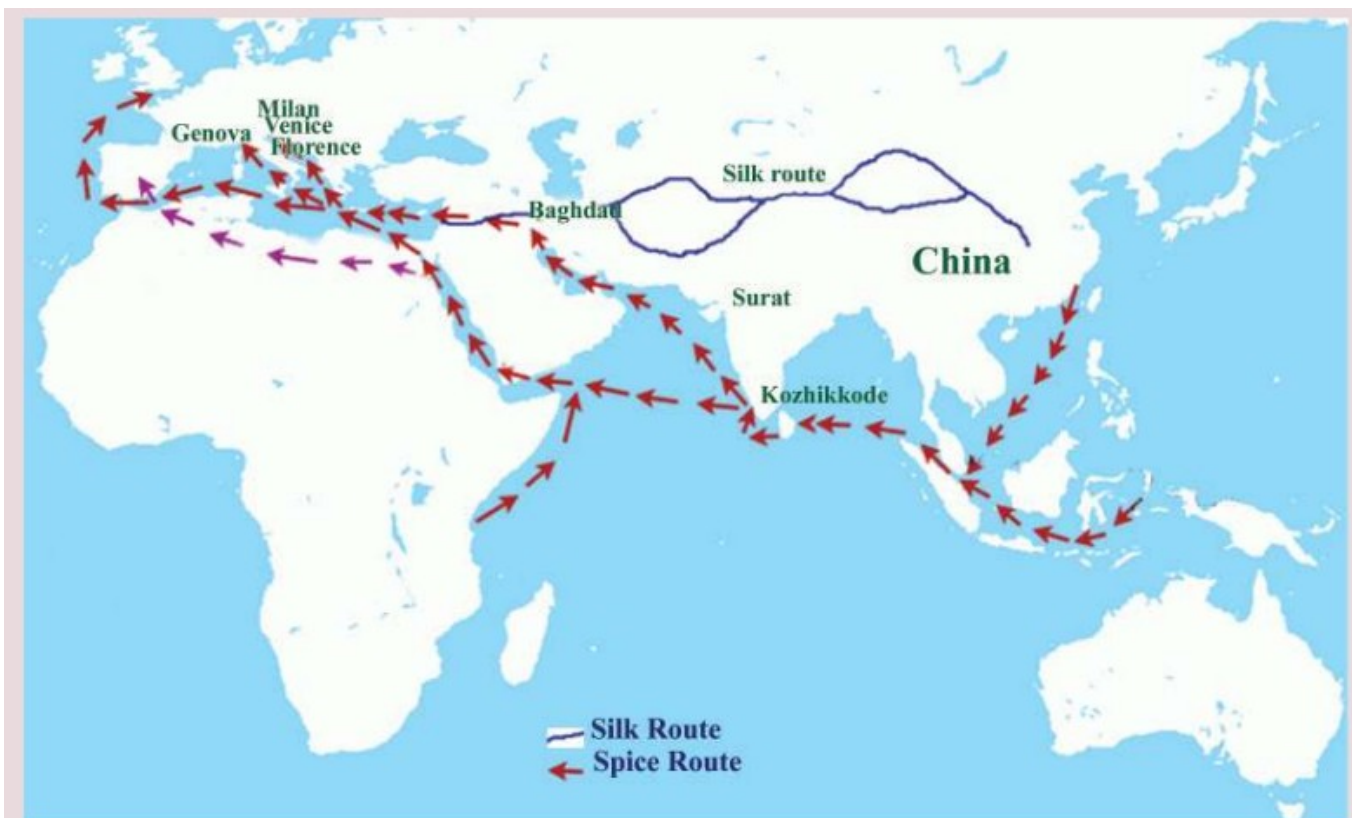 Milan
Venice
Genova
Florence
Silk route
Baghdad
China
Surat
Kozhikkode
Silk Route
Spice Route